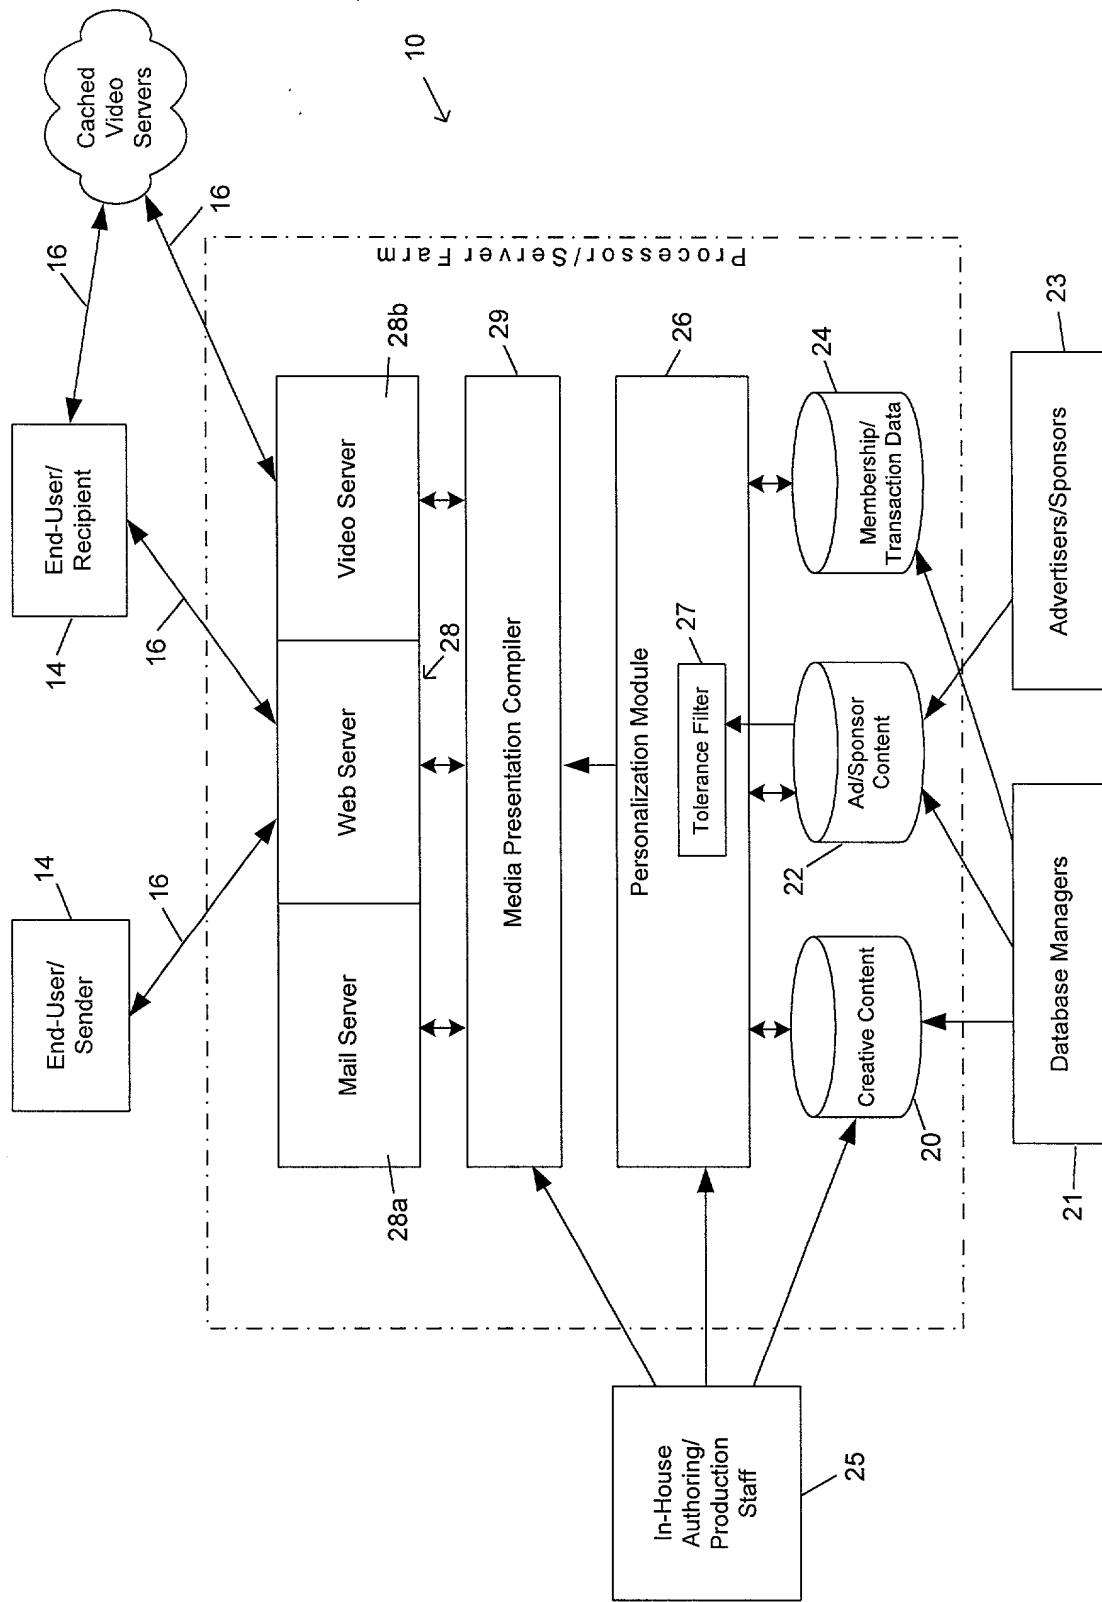 10
End-User/
Sender
14
16
End-User/
Recipient
14
16
16
16
Cached
Video
Servers
Processor/Server Farm
Mail Server
Web Server
Video Server
28a
28
28b
Media Presentation Compiler
29
Personalization Module
26
Tolerance Filter
27
Creative Content
20
Ad/Sponsor
Content
22
Membership/
Transaction Data
24
In-House
Authoring/
Production
Staff
25
Database Managers
21
Advertisers/Sponsors
23